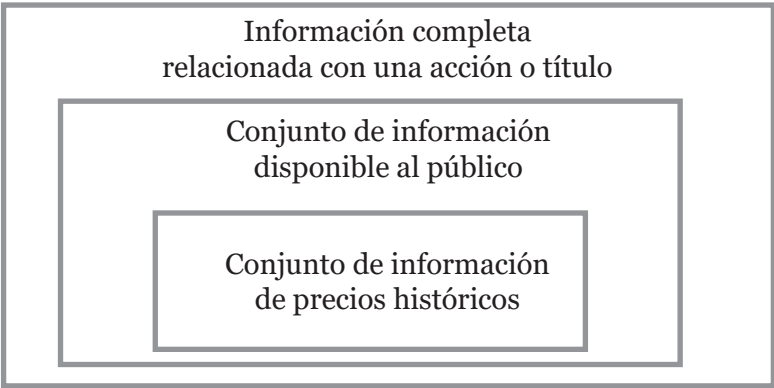 Información completa
relacionada con una acción o título
Conjunto de información
disponible al público
Conjunto de información
de precios históricos